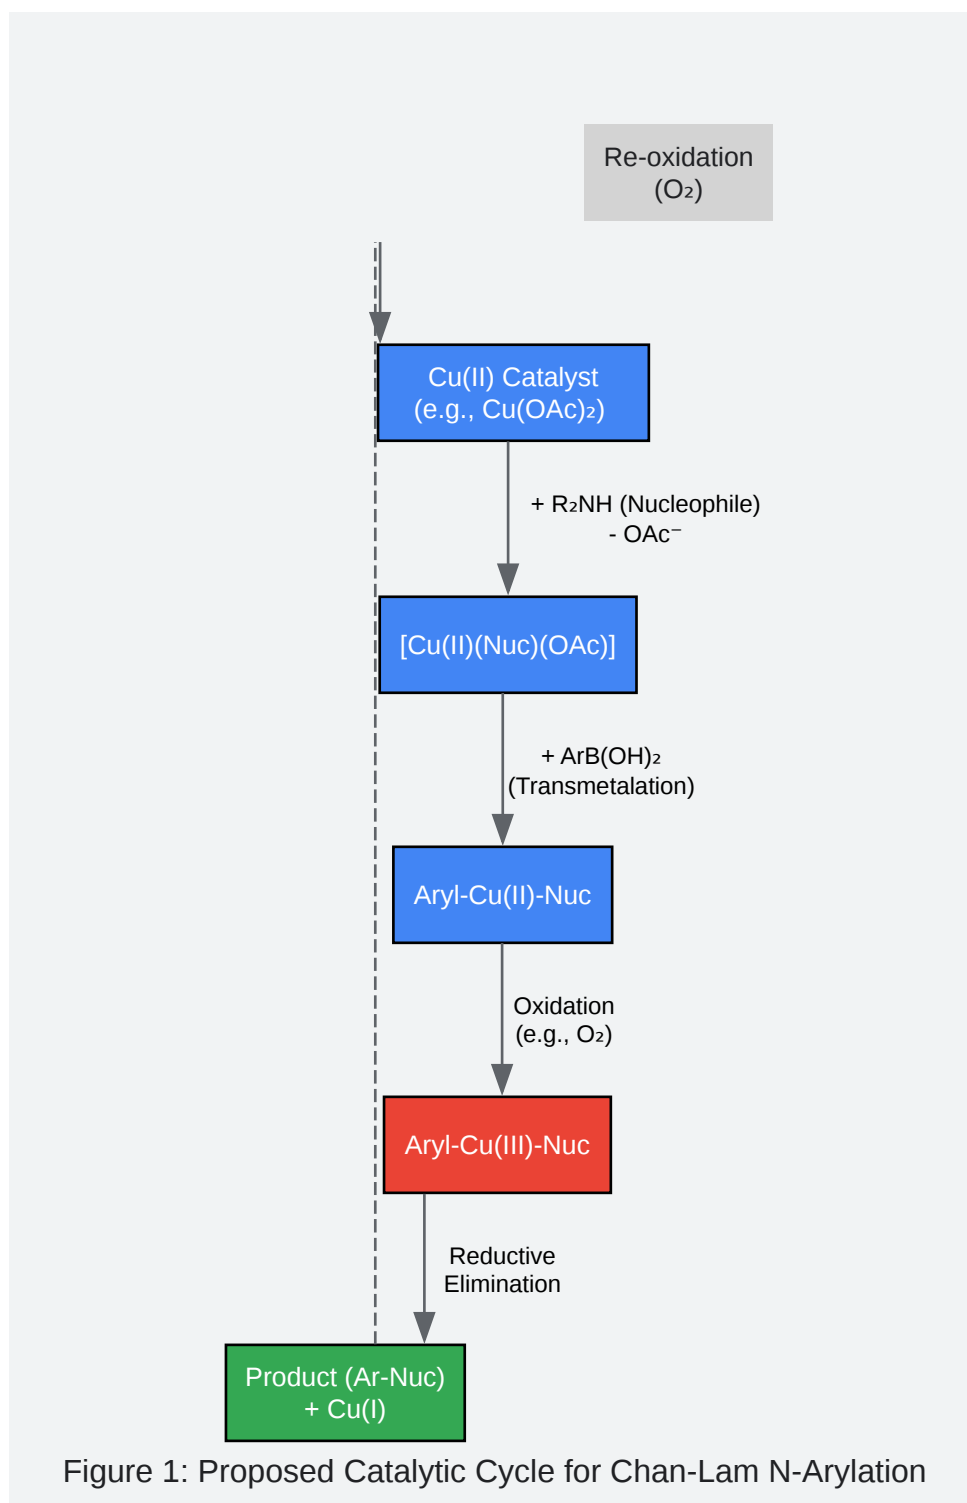 Re-oxidation
(O₂)
Cu(II) Catalyst
(e.g., Cu(OAc)₂)
+ R₂NH (Nucleophile)
- OAc⁻
[Cu(II)(Nuc)(OAc)]
+ ArB(OH)₂
(Transmetalation)
Aryl-Cu(II)-Nuc
Oxidation
(e.g., O₂)
Aryl-Cu(III)-Nuc
Reductive
Elimination
Product (Ar-Nuc)
+ Cu(I)
Figure 1: Proposed Catalytic Cycle for Chan-Lam N-Arylation